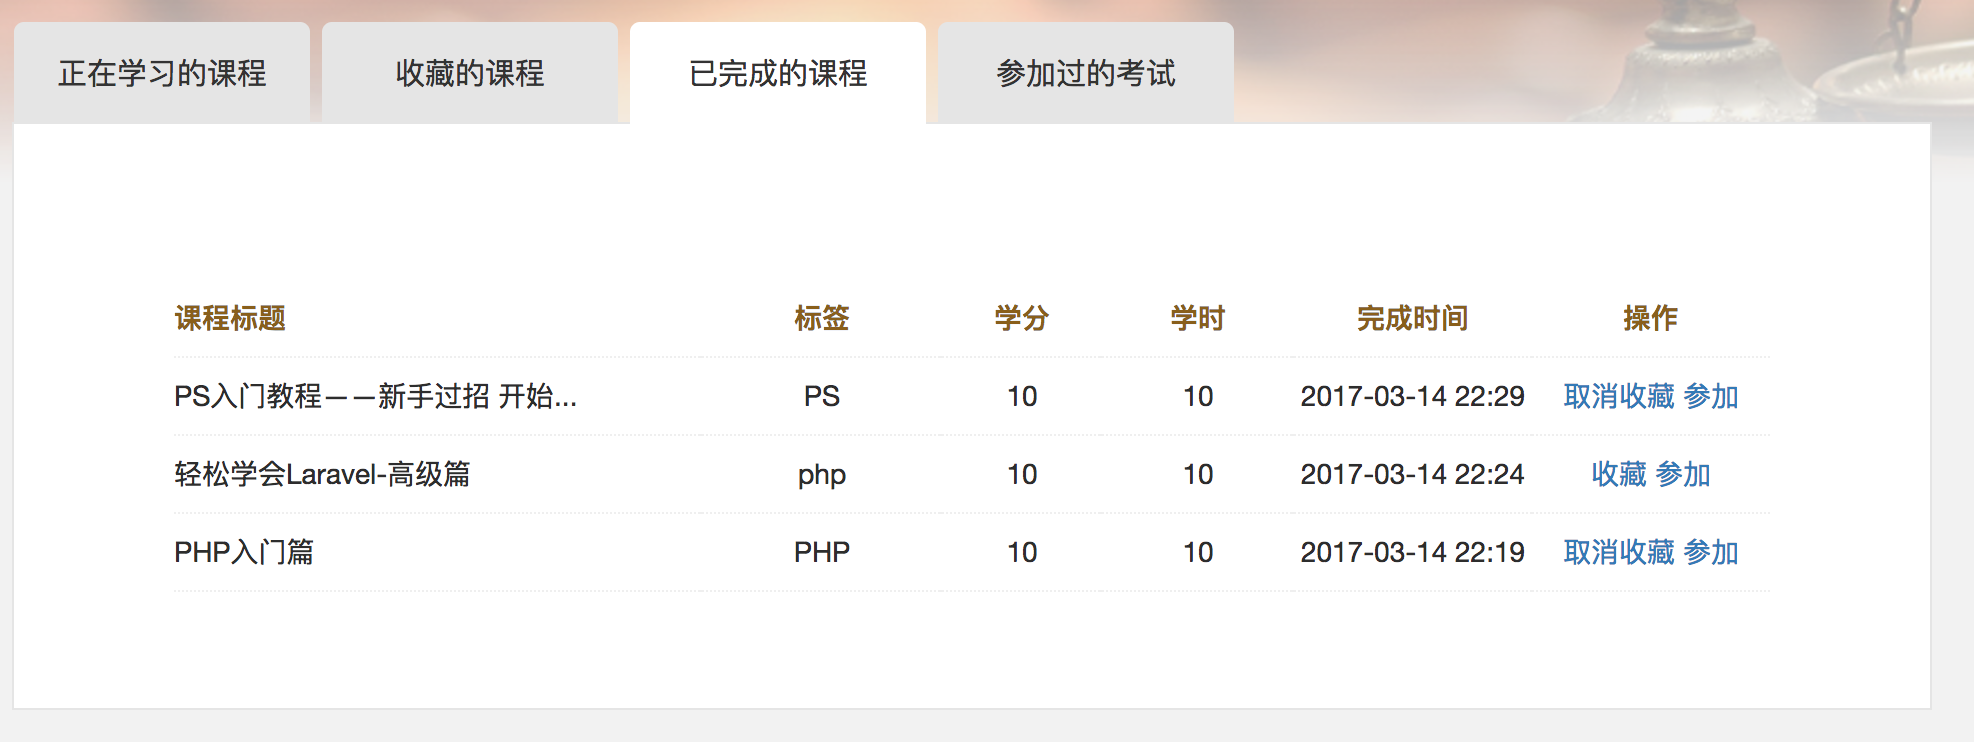 正在学习的课程 收藏的课程 已完成的课程 参加过的考试
课程标题 标签 学分 学时 完成时间 操作
PS入门教程——新手过招 开始... PS 10 10 2017-03-14 22:29 取消收藏 参加
轻松学会Laravel-高级篇 php 10 10 2017-03-14 22:24 收藏 参加
PHP入门篇 PHP 10 10 2017-03-14 22:19 取消收藏 参加